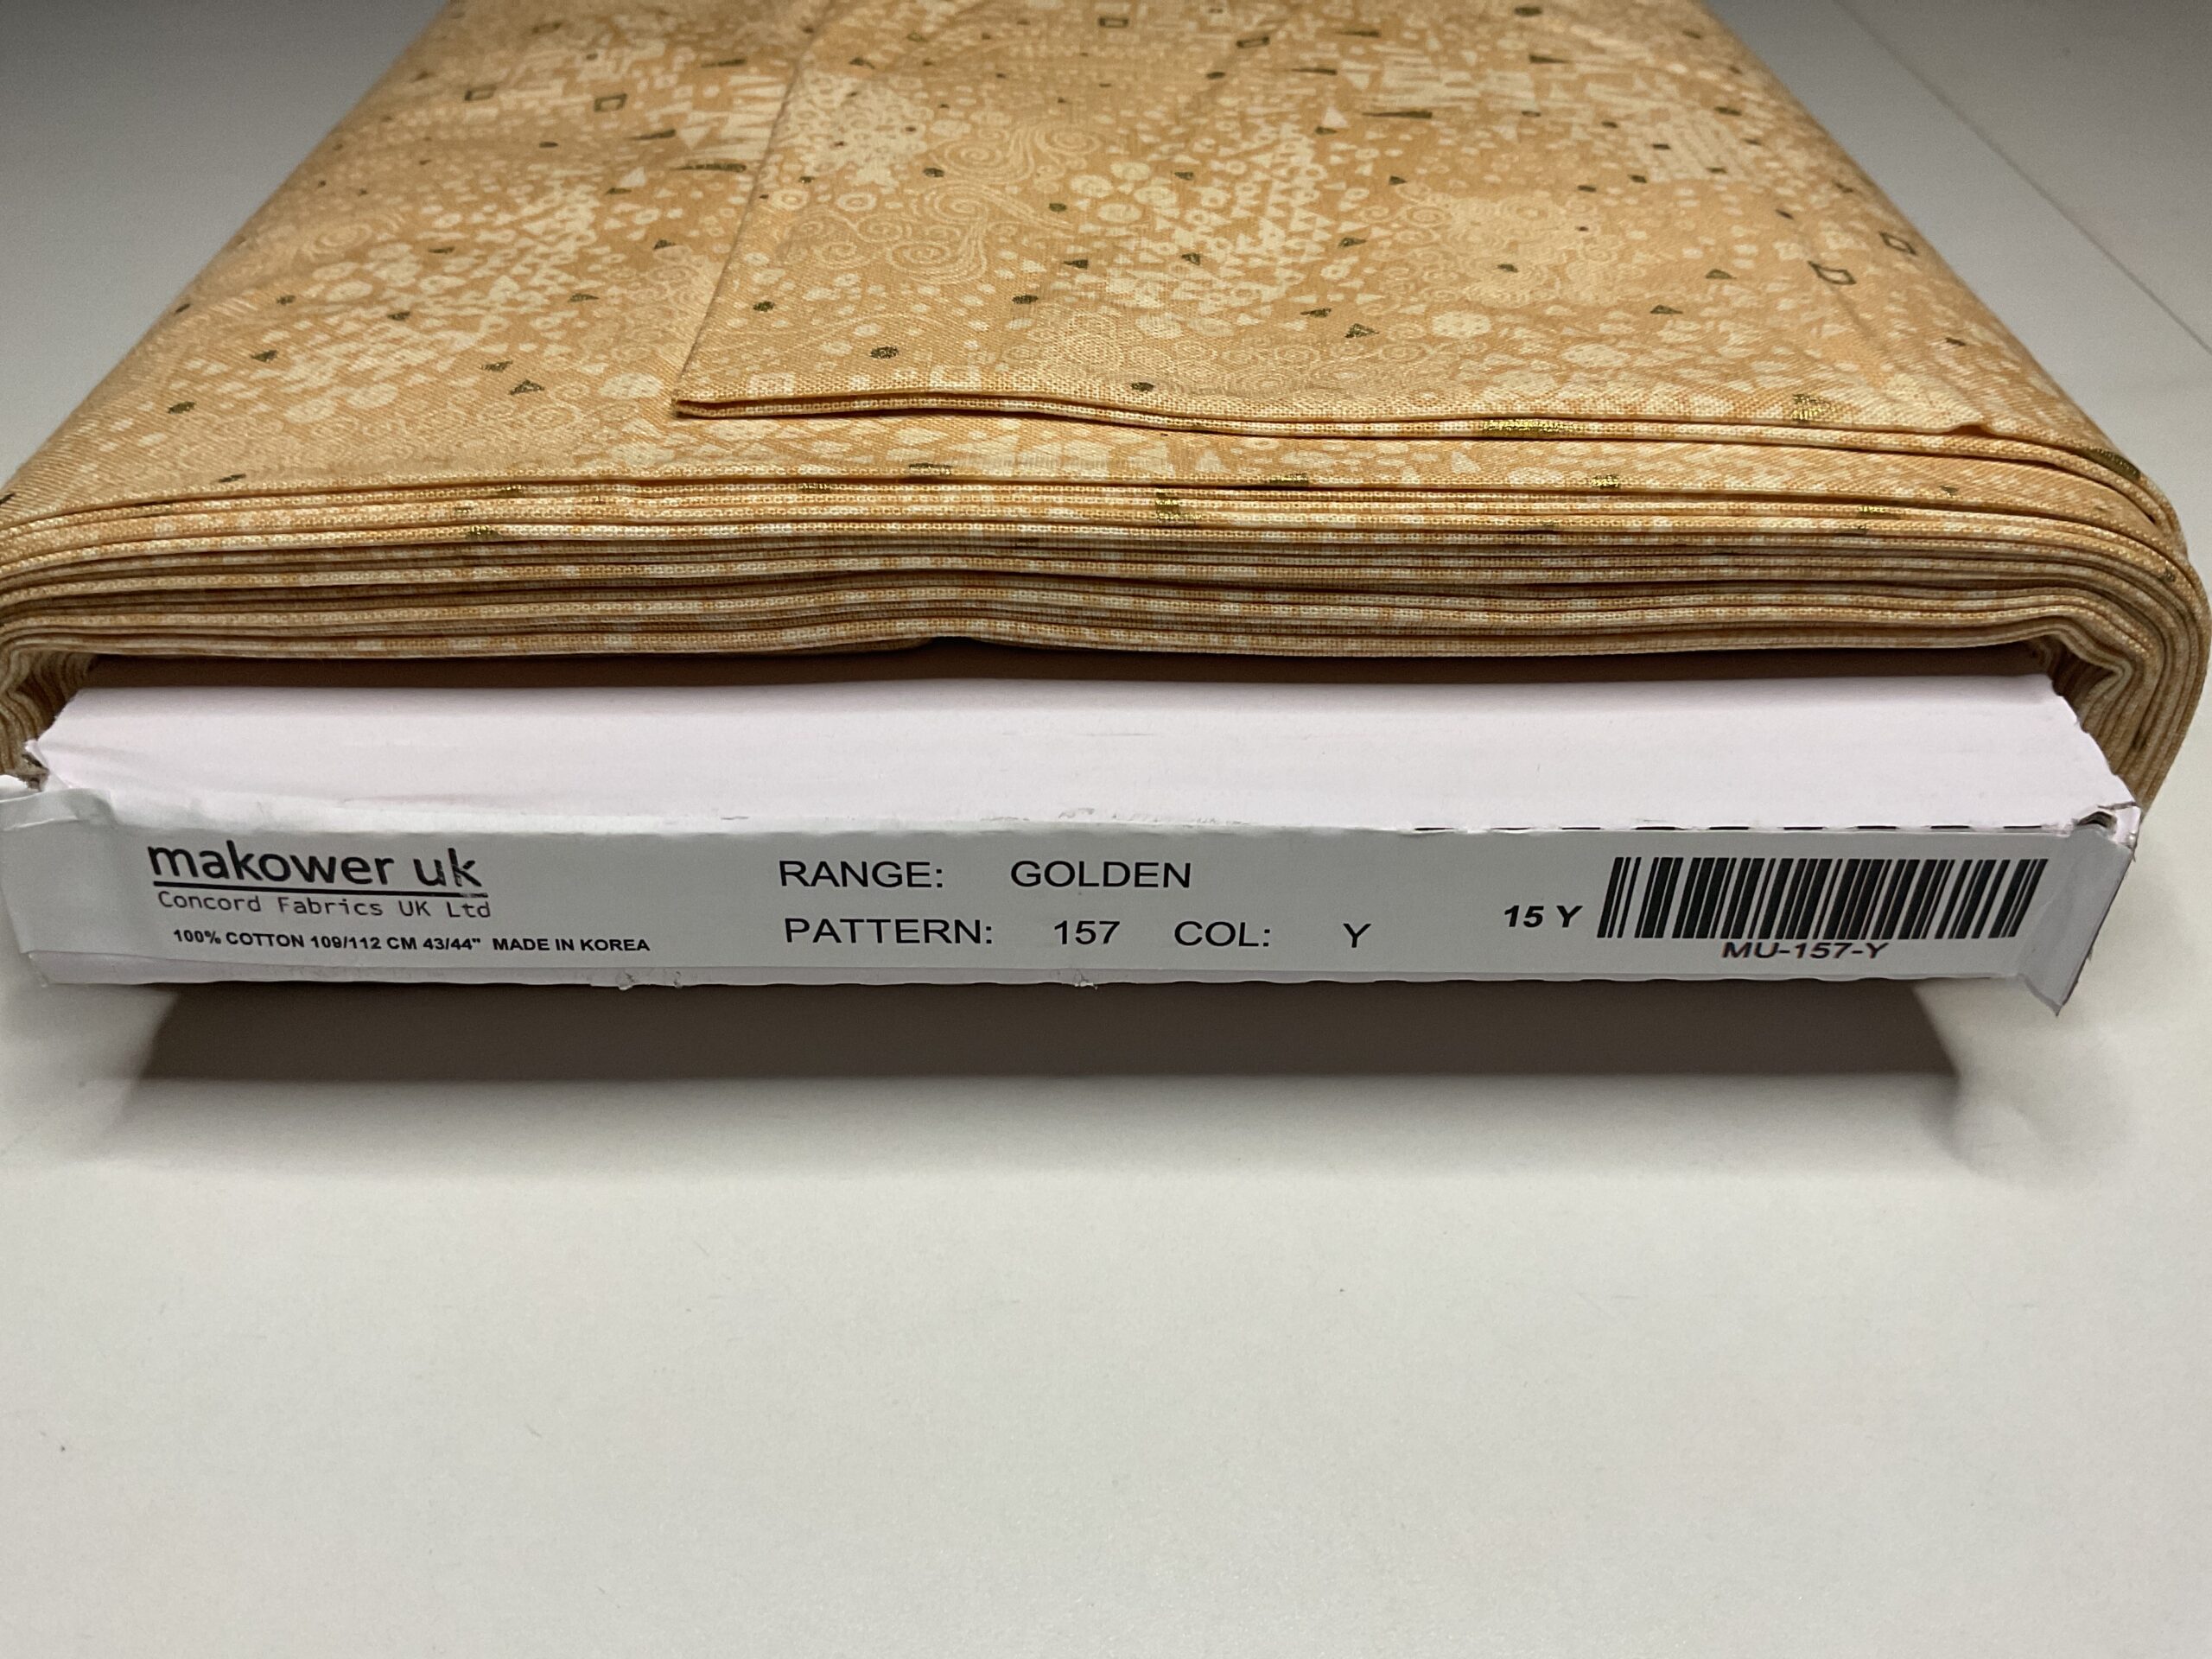 makower uk
Concord Fabrics UK Ltd
100% COTTON 109/112 CM 43/44" MADE IN KOREA
RANGE: GOLDEN
PATTERN: 157 COL: Y
15 Y
MU-157-Y